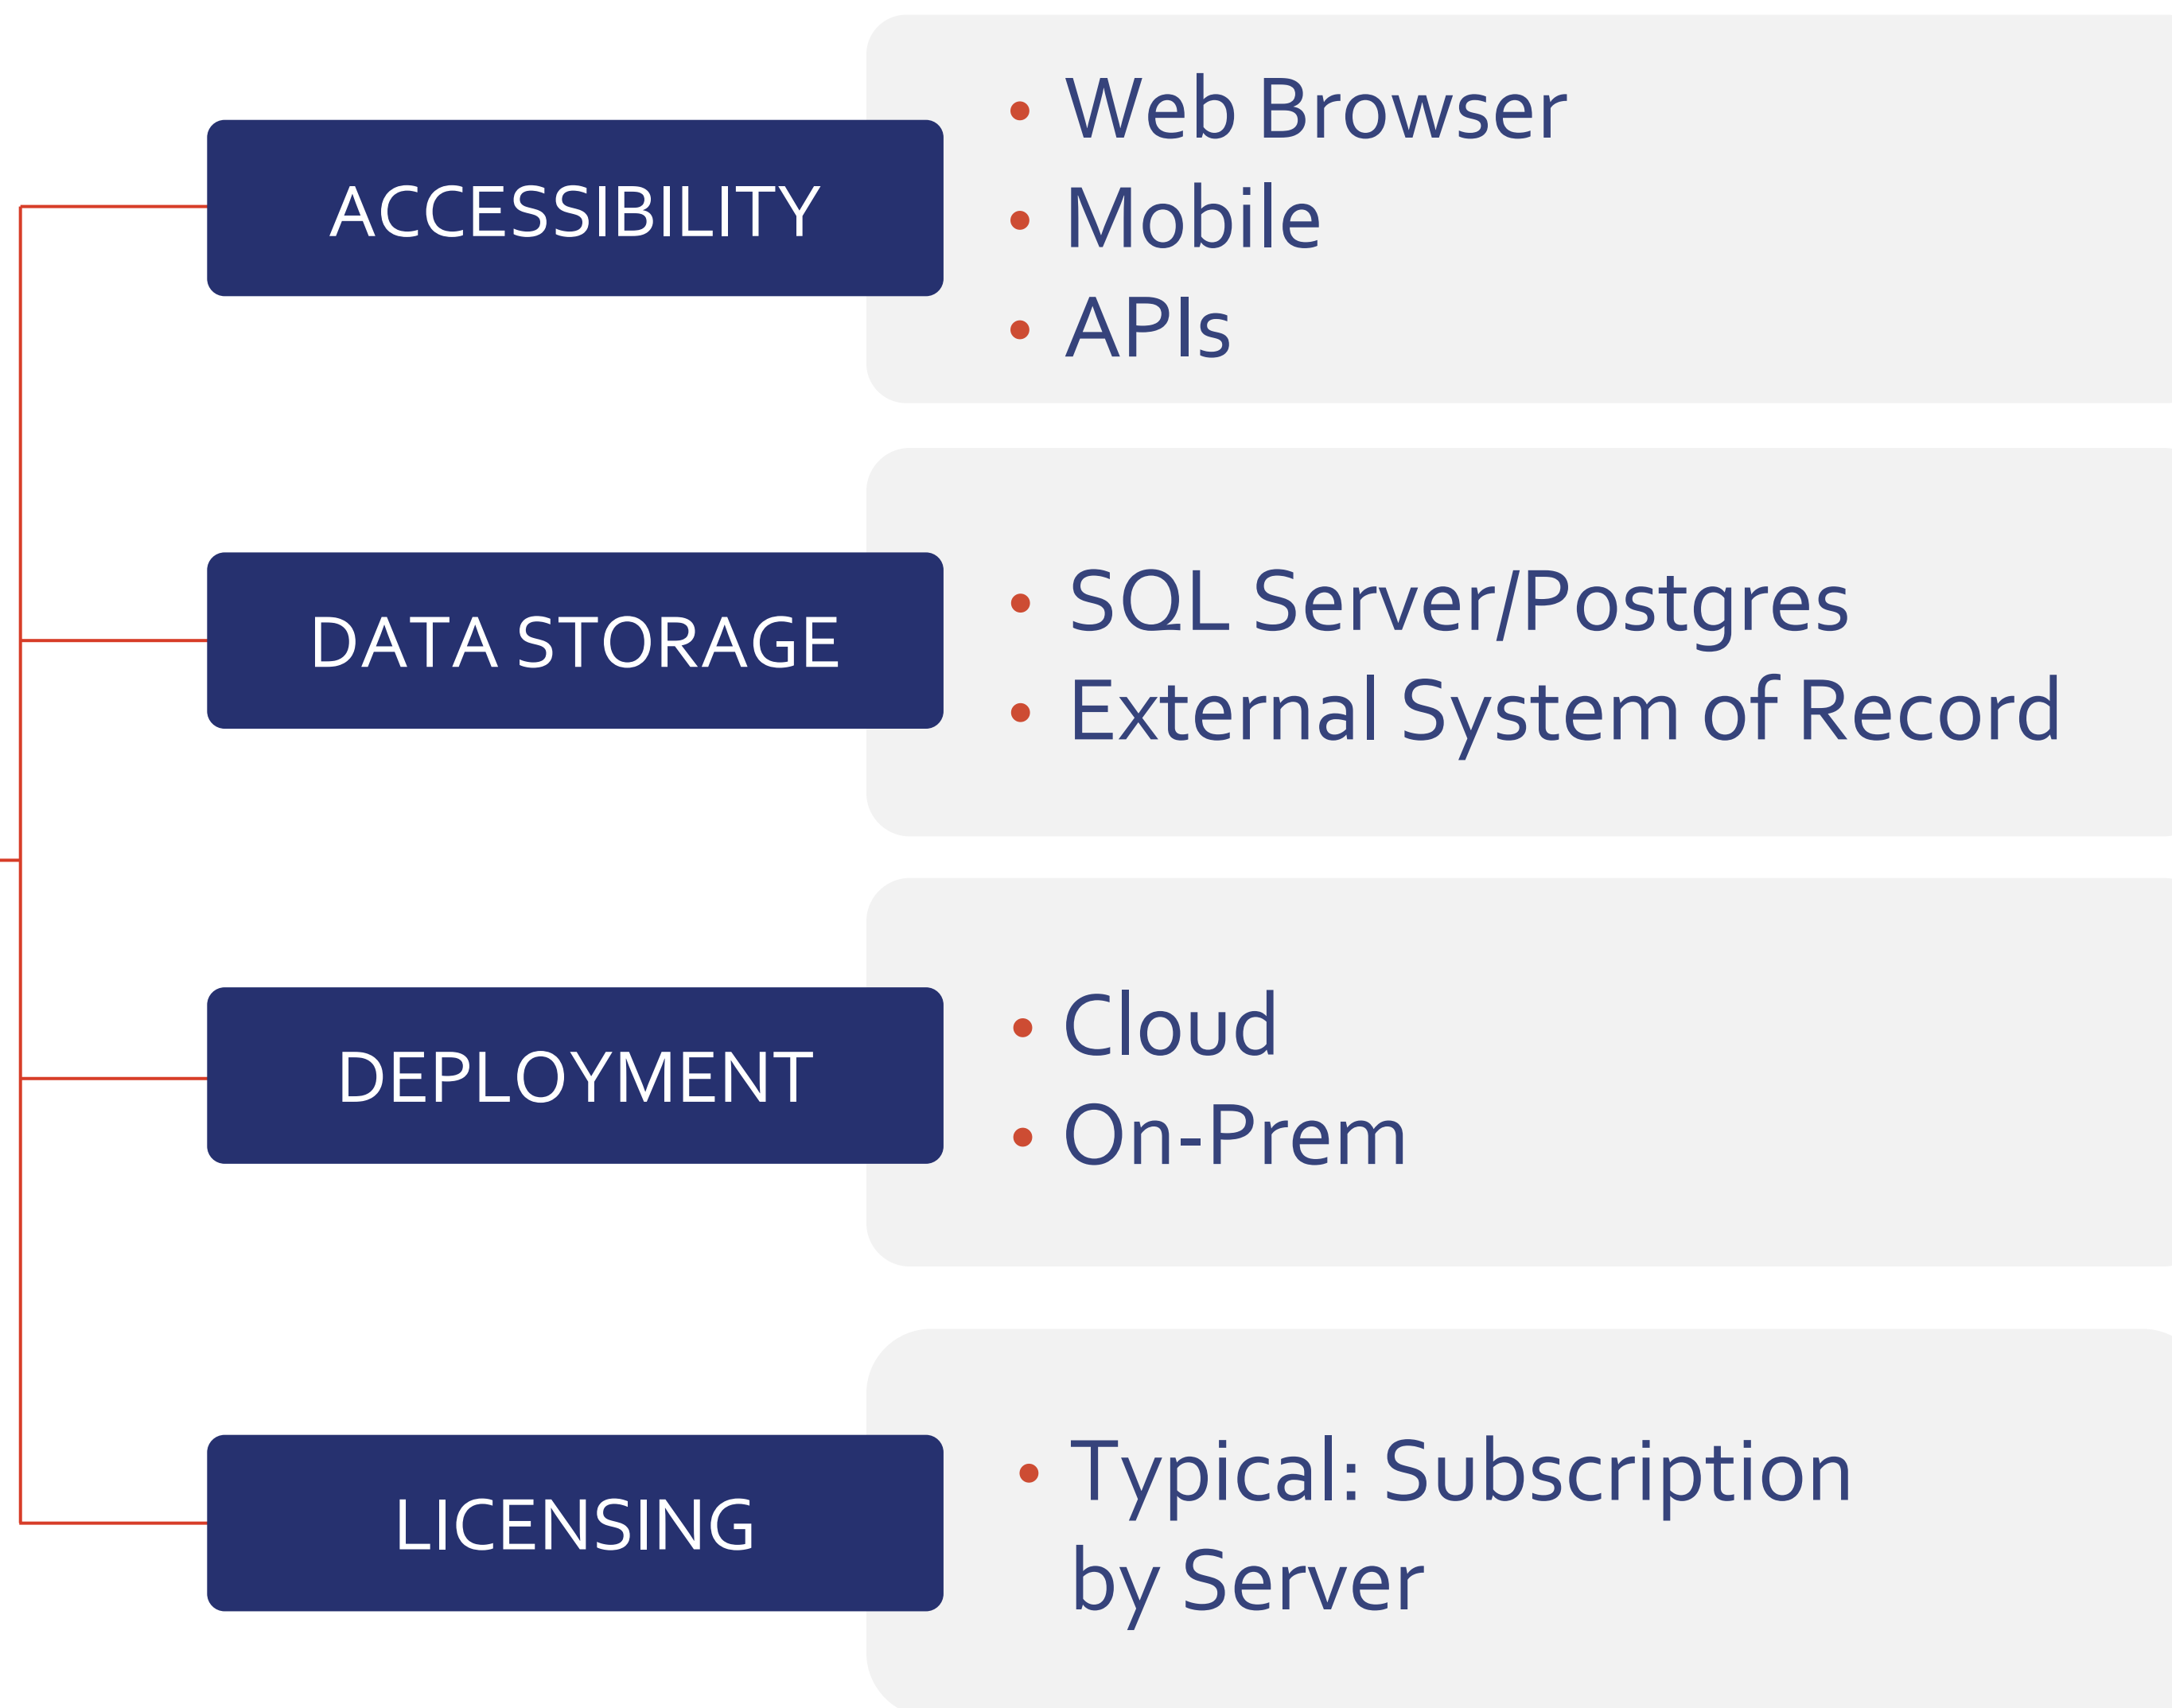 ACCESSIBILITY
• Web Browser
• Mobile
• APIs
DATA STORAGE
• SQL Server/Postgres
• External System of Record
DEPLOYMENT
• Cloud
• On-Prem
LICENSING
• Typical: Subscription
by Server